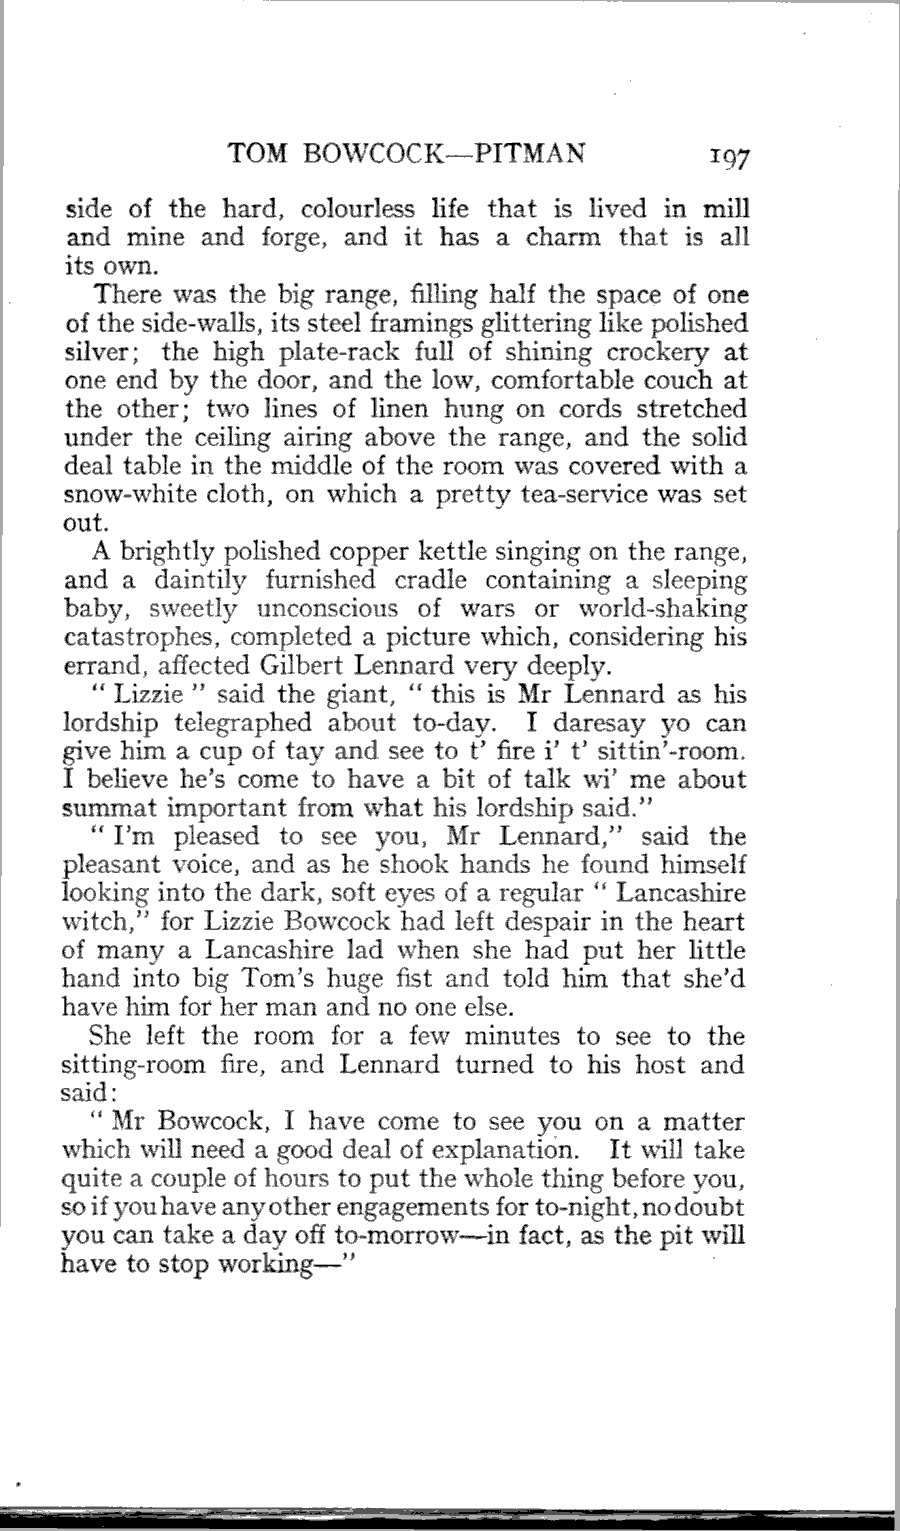 TOM BOWCOCK—PITMAN 197
side of the hard, colourless life that is lived in mill
and mine and forge, and it has a charm that is all
its own.
There was the big range, filling half the space of one
of the side-walls, its steel framings glittering like polished
silver; the high plate-rack full of shining crockery at
one end by the door, and the low, comfortable couch at
the other; two lines of linen hung on cords stretched
under the ceiling airing above the range, and the solid
deal table in the middle of the room was covered with a
snow-white cloth, on which a pretty tea-service was set
out.
A brightly polished copper kettle singing on the range,
and a daintily furnished cradle containing a sleeping
baby, sweetly unconscious of wars or world-shaking
catastrophes, completed a picture which, considering his
errand, affected Gilbert Lennard very deeply.
“ Lizzie ” said the giant, “ this is Mr Lennard as his
lordship telegraphed about to-day. I daresay yo can
give him a cup of tay and see to t’ fire i’ t’ sittin’-room.
I believe he’s come to have a bit of talk wi’ me about
summat important from what his lordship said.”
“ I’m pleased to see you, Mr Lennard,” said the
pleasant voice, and as he shook hands he found himself
looking into the dark, soft eyes of a regular “ Lancashire
witch,” for Lizzie Bowcock had left despair in the heart
of many a Lancashire lad when she had put her little
hand into big Tom’s huge fist and told him that she’d
have him for her man and no one else.
She left the room for a few minutes to see to the
sitting-room fire, and Lennard turned to his host and
said:
“ Mr Bowcock, I have come to see you on a matter
which will need a good deal of explanation. It will take
quite a couple of hours to put the whole thing before you,
so if you have any other engagements for to-night, no doubt
you can take a day off to-morrow—in fact, as the pit will
have to stop working—”